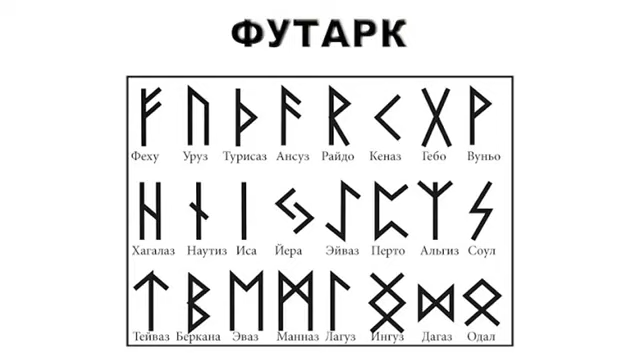 ФУТАРК
ᚠ ᚢ ᚦ ᚨ ᚱ ᚲ ᚷ ᚹ
Феху Уруз Турисаз Ансуз Райдо Кеназ Гебо Вуньо
ᚺ ᚾ ᛁ ᛃ ᛇ ᛈ ᛉ ᛊ
Хагалаз Наутиз Иса Йера Эйваз Перто Альгиз Соул
ᛏ ᛒ ᛖ ᛗ ᛚ ᛝ ᛞ ᛟ
Тейваз Беркана Эваз Манназ Лагуз Ингуз Дагаз Одал